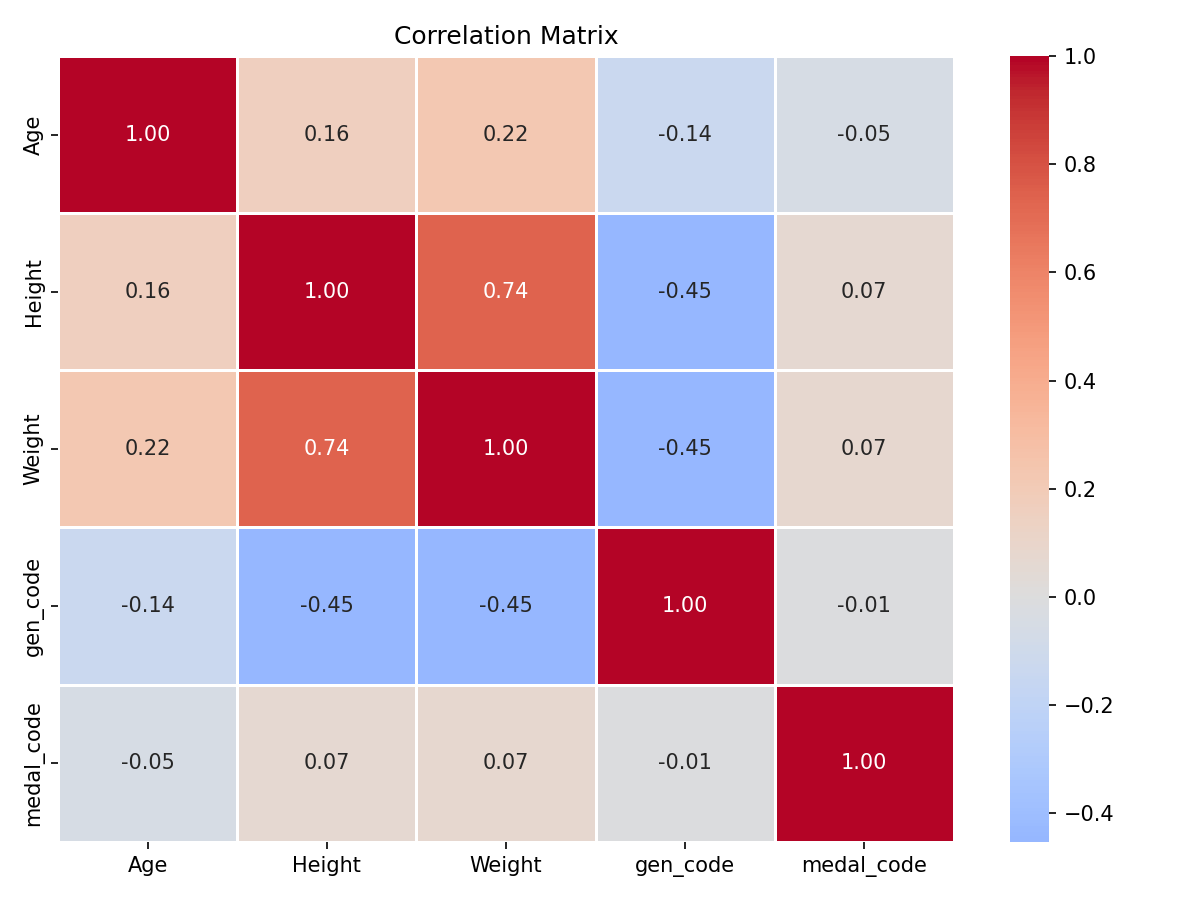 Correlation Matrix
Age 1.00 0.16 0.22 -0.14 -0.05
Height 0.16 1.00 0.74 -0.45 0.07
Weight 0.22 0.74 1.00 -0.45 0.07
gen_code -0.14 -0.45 -0.45 1.00 -0.01
medal_code -0.05 0.07 0.07 -0.01 1.00
Age Height Weight gen_code medal_code
1.0
0.8
0.6
0.4
0.2
0.0
−0.2
−0.4